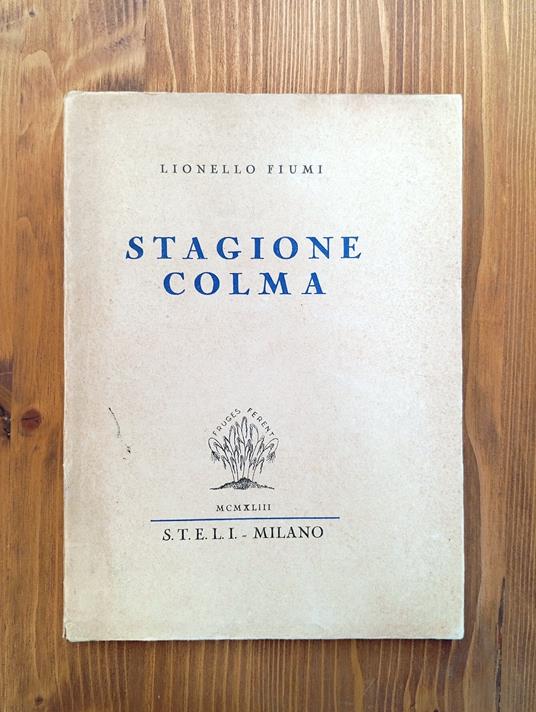 LIONELLO FIUMI
STAGIONE
COLMA
FRUGES FERENT
MCMXLIII
S.T.E.L.I. - MILANO